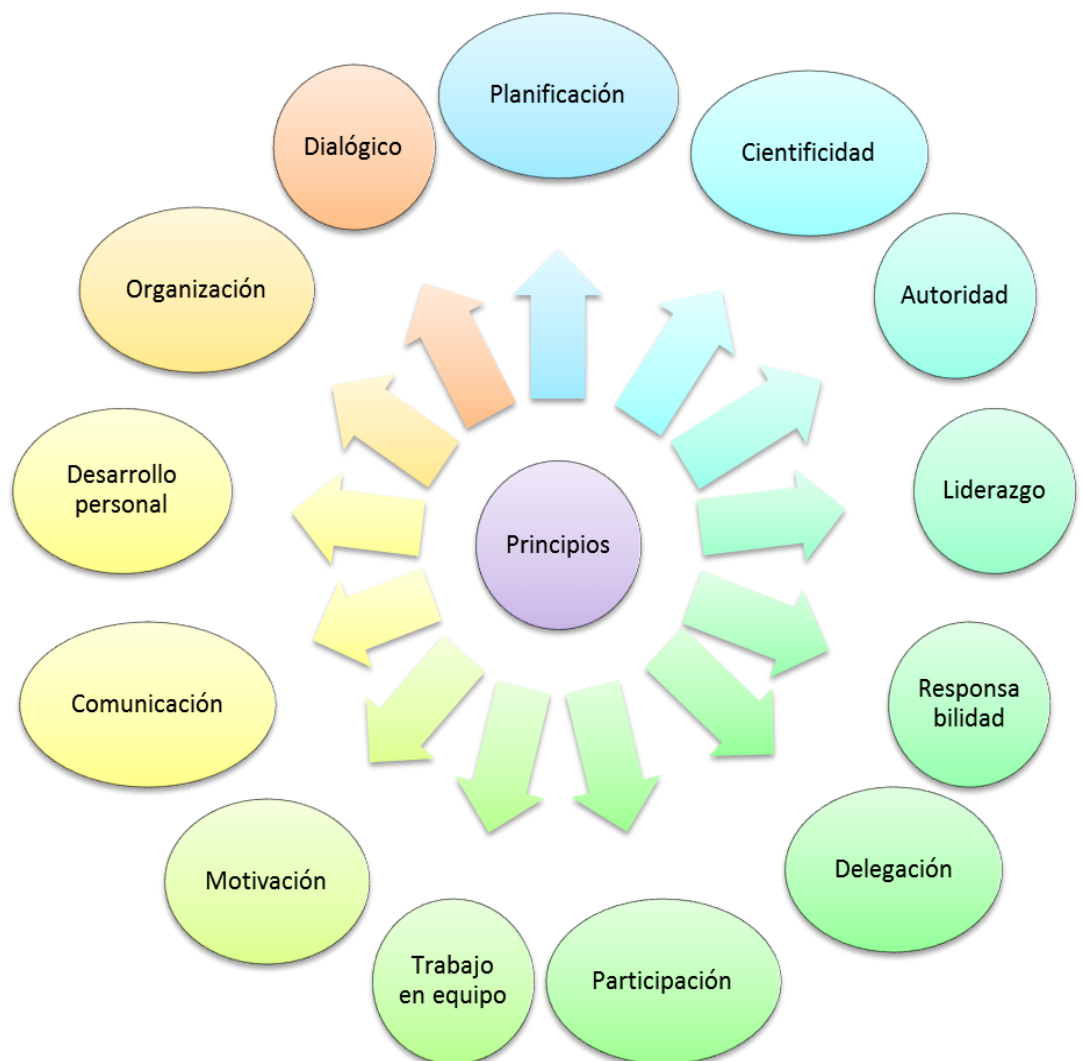 Planificación
Cientificidad
Autoridad
Liderazgo
Responsa
bilidad
Delegación
Participación
Trabajo
en equipo
Motivación
Comunicación
Desarrollo
personal
Organización
Dialógico
Principios